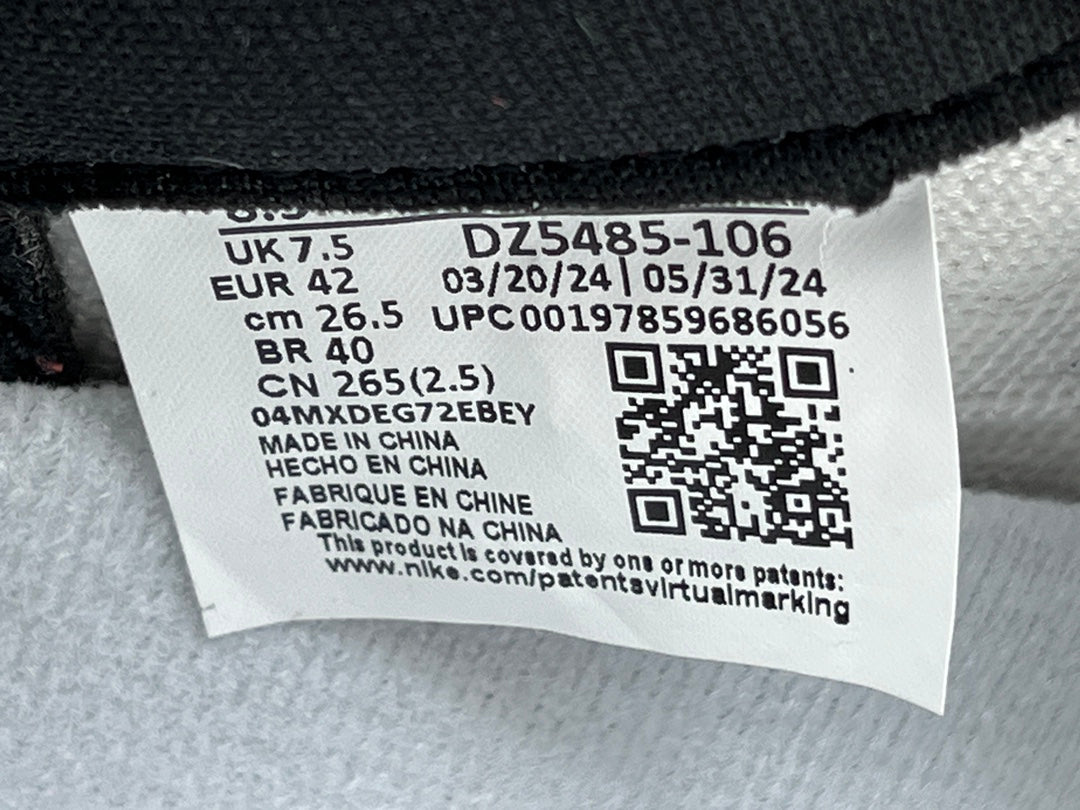 8.5
UK 7.5
EUR 42
cm 26.5
BR 40
CN 265(2.5)
DZ5485-106
03/20/24|05/31/24
UPC00197859686056
04MXDEG72EBEY
MADE IN CHINA
HECHO EN CHINA
FABRIQUE EN CHINE
FABRICADO NA CHINA
This product is covered by one or more patents:
www.nike.com/patentsvirtualmarking